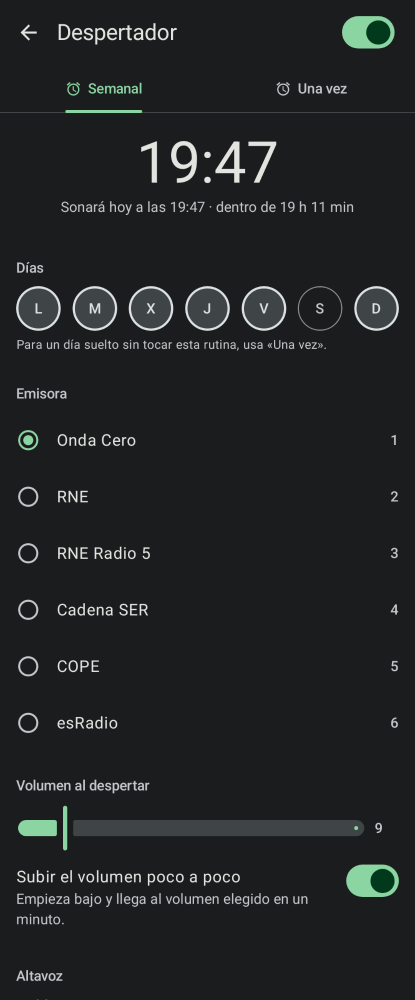 Despertador
Semanal
Una vez
19:47
Sonará hoy a las 19:47 · dentro de 19 h 11 min
Días
L M X J V S D
Para un día suelto sin tocar esta rutina, usa «Una vez».
Emisora
Onda Cero 1
RNE 2
RNE Radio 5 3
Cadena SER 4
COPE 5
esRadio 6
Volumen al despertar
9
Subir el volumen poco a poco
Empieza bajo y llega al volumen elegido en un
minuto.
Altavoz